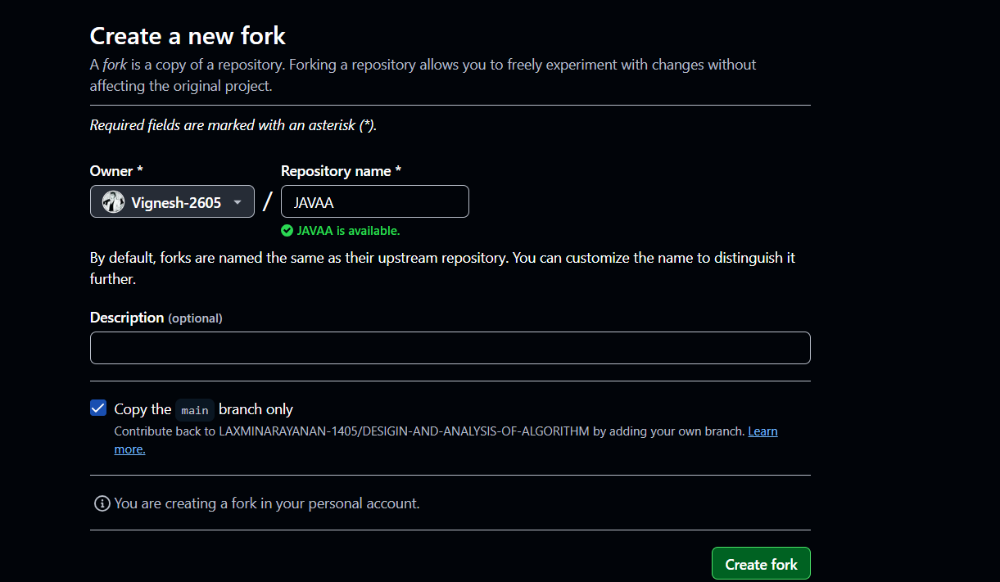 Create a new fork
A fork is a copy of a repository. Forking a repository allows you to freely experiment with changes without
affecting the original project.
Required fields are marked with an asterisk (*).
Owner *
Repository name *
Vignesh-2605
/
JAVAA
JAVAA is available.
By default, forks are named the same as their upstream repository. You can customize the name to distinguish it
further.
Description (optional)
Copy the main branch only
Contribute back to LAXMINARAYANAN-1405/DESIGIN-AND-ANALYSIS-OF-ALGORITHM by adding your own branch. Learn
more.
You are creating a fork in your personal account.
Create fork